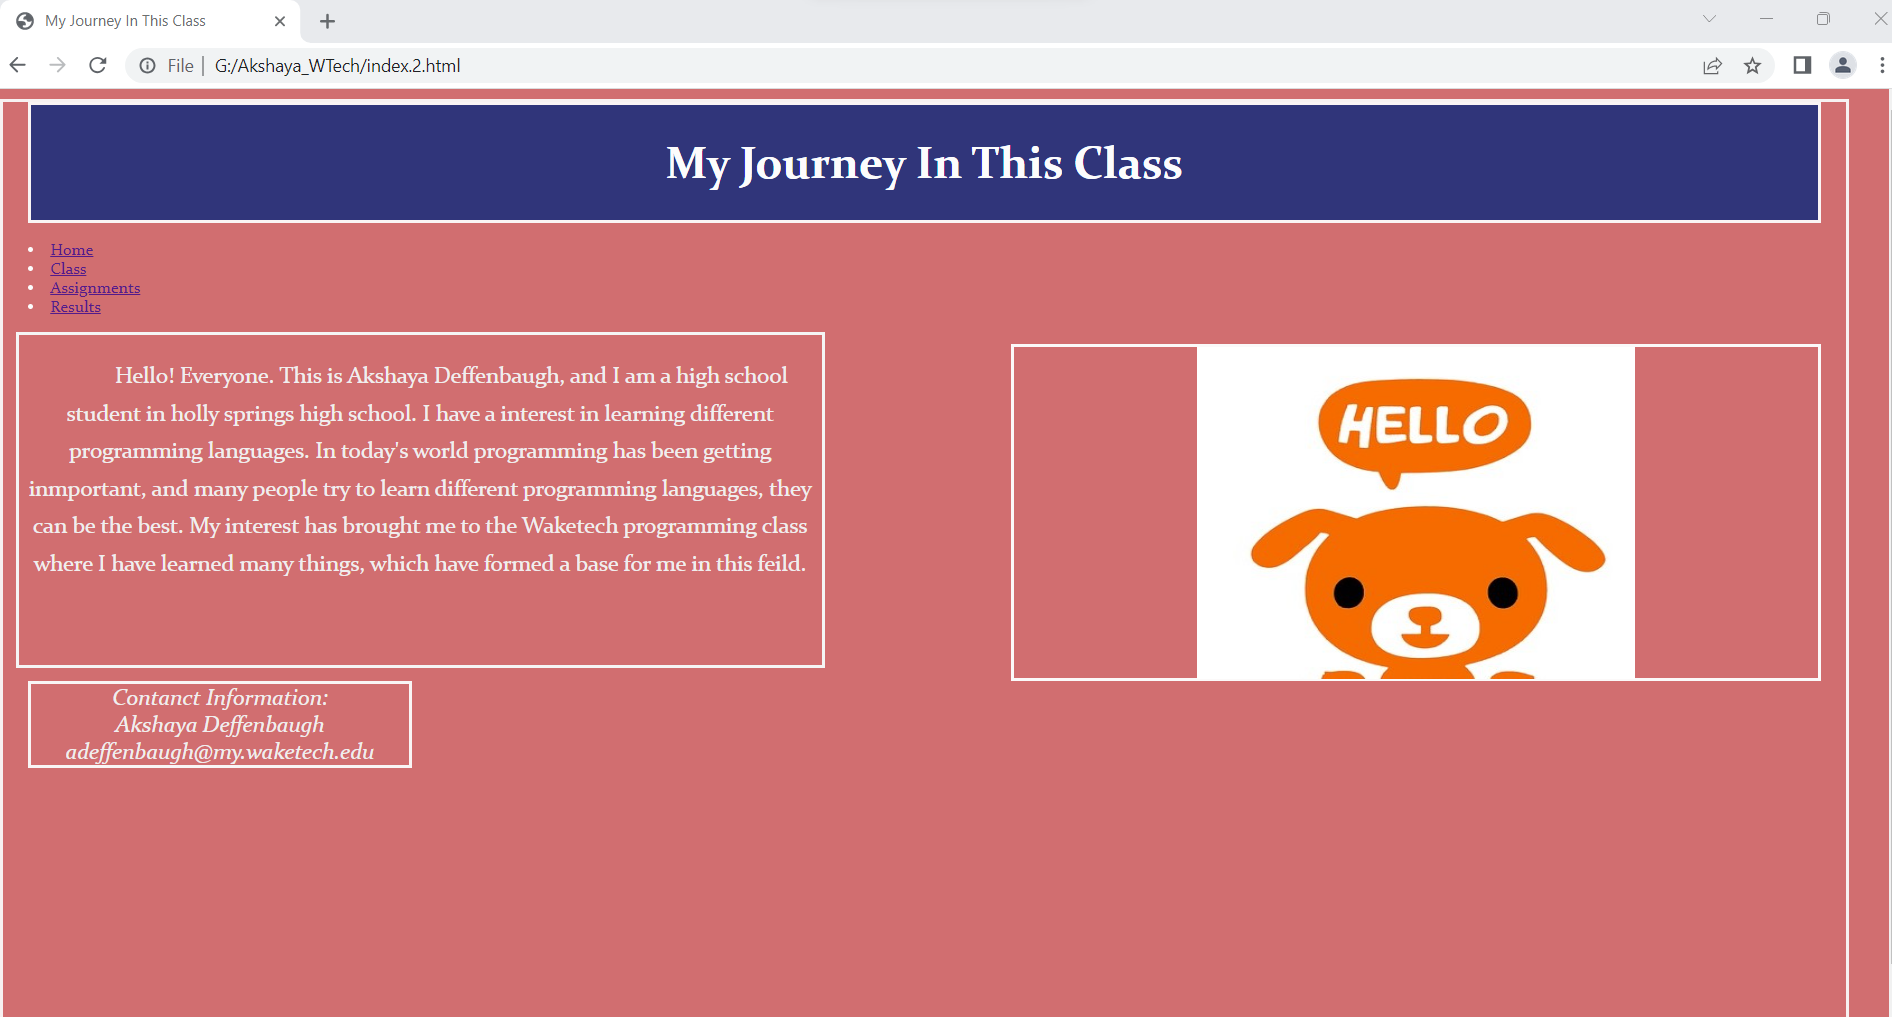 My Journey In This Class
File | G:/Akshaya_WTech/index.2.html
My Journey In This Class
Home
Class
Assignments
Results
Hello! Everyone. This is Akshaya Deffenbaugh, and I am a high school
student in holly springs high school. I have a interest in learning different
programming languages. In today's world programming has been getting
inmportant, and many people try to learn different programming languages, they
can be the best. My interest has brought me to the Waketech programming class
where I have learned many things, which have formed a base for me in this feild.
HELLO
Contanct Information:
Akshaya Deffenbaugh
adeffenbaugh@my.waketech.edu